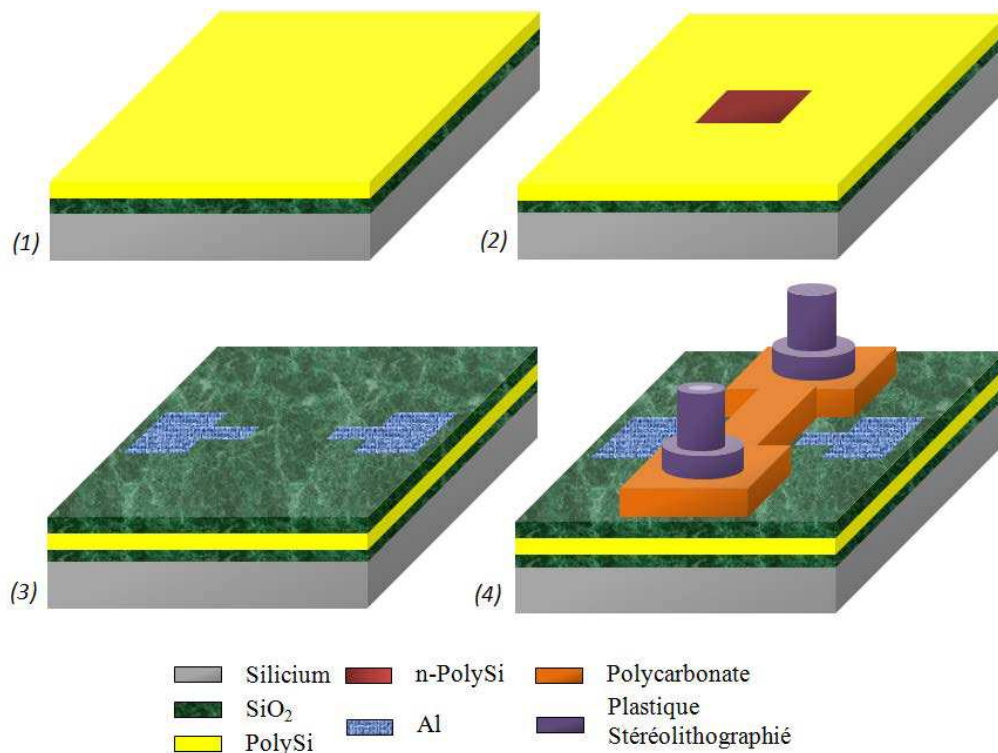 (1)
(2)
(3)
(4)
Silicium
n-PolySi
Polycarbonate
SiO₂
Al
Plastique
Stéréolithographié
PolySi